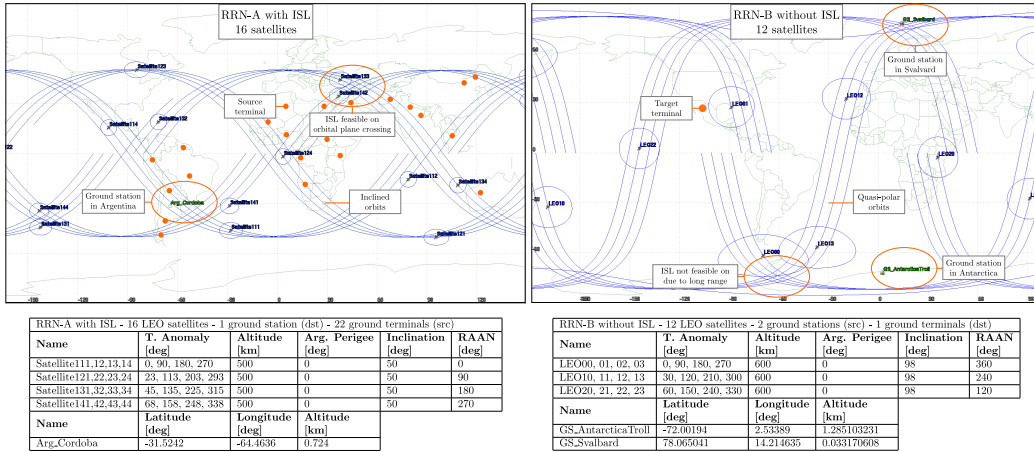 RRN-A with ISL
16 satellites
Satellite123
Satellite133
Satellite142
Source
terminal
ISL feasible on
orbital plane crossing
Satellite114
Satellite132
Satellite124
Satellite112
Satellite134
Ground station
in Argentina
Arg_Cordoba
Inclined
orbits
Satellite144
Satellite141
Satellite131
Satellite111
Satellite121
-150
-120
-90
-60
-30
0
30
60
90
120
RRN-B without ISL
12 satellites
GS_Svalbard
Ground station
in Svalvard
Target
terminal
LEO01
LEO12
LEO22
LEO20
LEO10
Quasi-polar
orbits
LEO13
LEO00
ISL not feasible on
due to long range
GS_AntarcticaTroll
Ground station
in Antarctica
RRN-A with ISL - 16 LEO satellites - 1 ground station (dst) - 22 ground terminals (src)
Name T. Anomaly [deg] Altitude [km] Arg. Perigee [deg] Inclination [deg] RAAN [deg]
Satellite111,12,13,14 0, 90, 180, 270 500 0 50 0
Satellite121,22,23,24 23, 113, 203, 293 500 0 50 90
Satellite131,32,33,34 45, 135, 225, 315 500 0 50 180
Satellite141,42,43,44 68, 158, 248, 338 500 0 50 270
Name Latitude [deg] Longitude [deg] Altitude [km]
Arg_Cordoba -31.5242 -64.4636 0.724
RRN-B without ISL - 12 LEO satellites - 2 ground stations (src) - 1 ground terminals (dst)
Name T. Anomaly [deg] Altitude [km] Arg. Perigee [deg] Inclination [deg] RAAN [deg]
LEO00, 01, 02, 03 0, 90, 180, 270 600 0 98 360
LEO10, 11, 12, 13 30, 120, 210, 300 600 0 98 240
LEO20, 21, 22, 23 60, 150, 240, 330 600 0 98 120
Name Latitude [deg] Longitude [deg] Altitude [km]
GS_AntarcticaTroll -72.00194 2.53389 1.285103231
GS_Svalbard 78.065041 14.214635 0.033170608